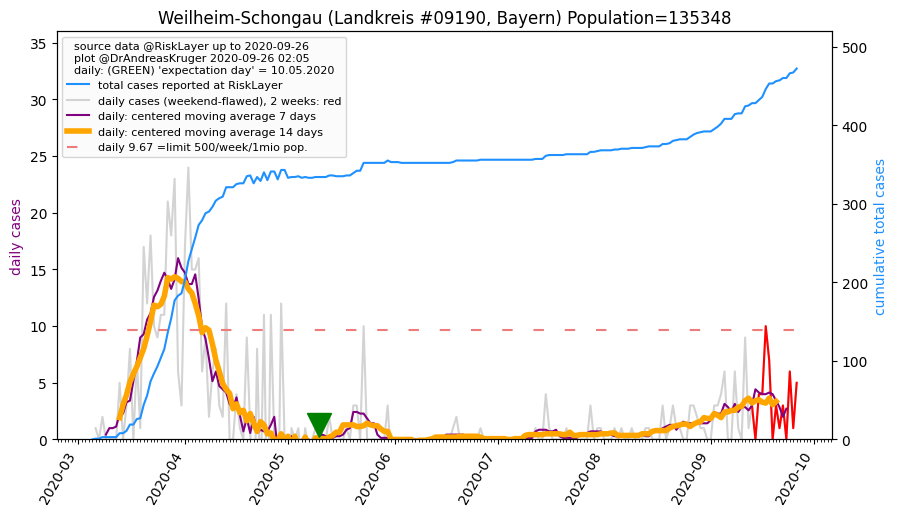 Weilheim-Schongau (Landkreis #09190, Bayern) Population=135348
source data @RiskLayer up to 2020-09-26
plot @DrAndreasKruger 2020-09-26 02:05
daily: (GREEN) 'expectation day' = 10.05.2020
total cases reported at RiskLayer
daily cases (weekend-flawed), 2 weeks: red
daily: centered moving average 7 days
daily: centered moving average 14 days
daily 9.67 =limit 500/week/1mio pop.
daily cases
35
30
25
20
15
10
5
0
cumulative total cases
500
400
300
200
100
0
2020-03
2020-04
2020-05
2020-06
2020-07
2020-08
2020-09
2020-10